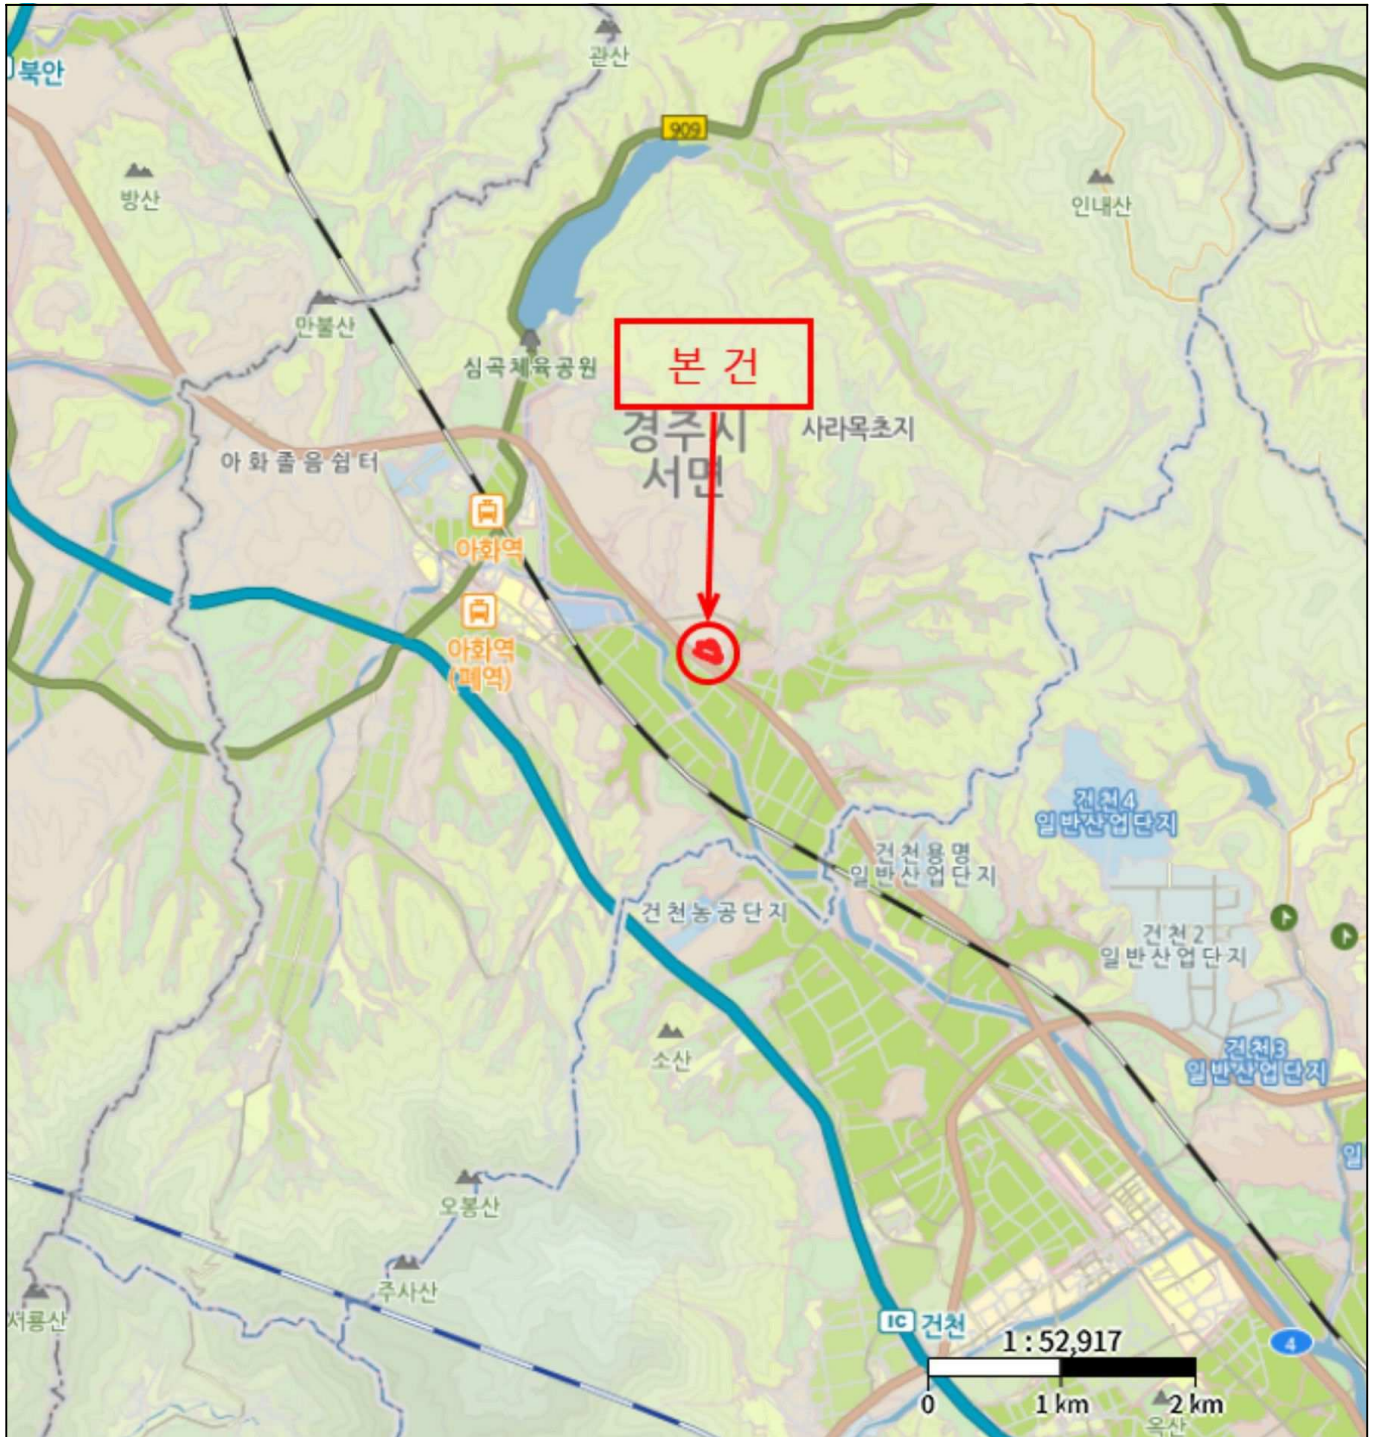 관산
북안
909
방산
인내산
만불산
심곡체육공원
본 건
경주시
서면
사라목초지
아화졸음쉼터
아화역
아화역
(폐역)
건천4
일반산업단지
건천용명
일반산업단지
건천농공단지
건천2
일반산업단지
소산
건천3
일반산업단지
일
오봉산
주사산
서룡산
IC 건천
1 : 52,917
4
0 1 km 2 km
옥산